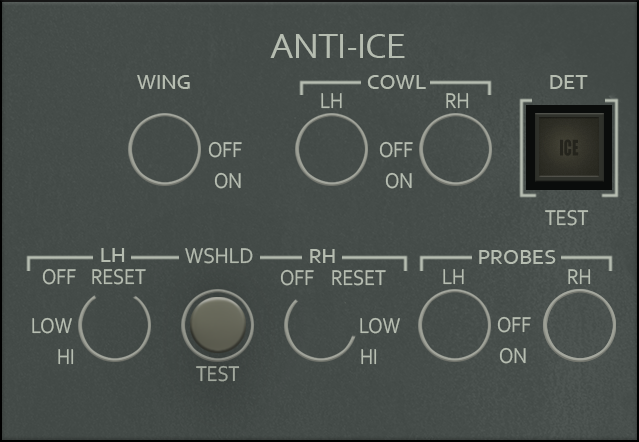 ANTI-ICE
WING
COWL
DET
LH
RH
ICE
OFF
OFF
ON
ON
TEST
LH
WSHLD
RH
PROBES
OFF RESET
OFF RESET
LH
RH
LOW
LOW
OFF
HI
HI
ON
TEST